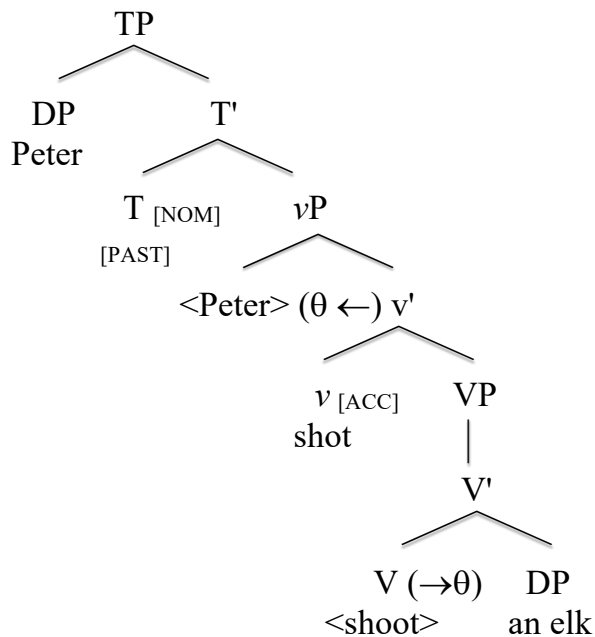 TP
DP T'
Peter
T [NOM] vP
[PAST]
<Peter> (θ ←) v'
v [ACC] VP
shot
V'
V (→θ) DP
<shoot> an elk